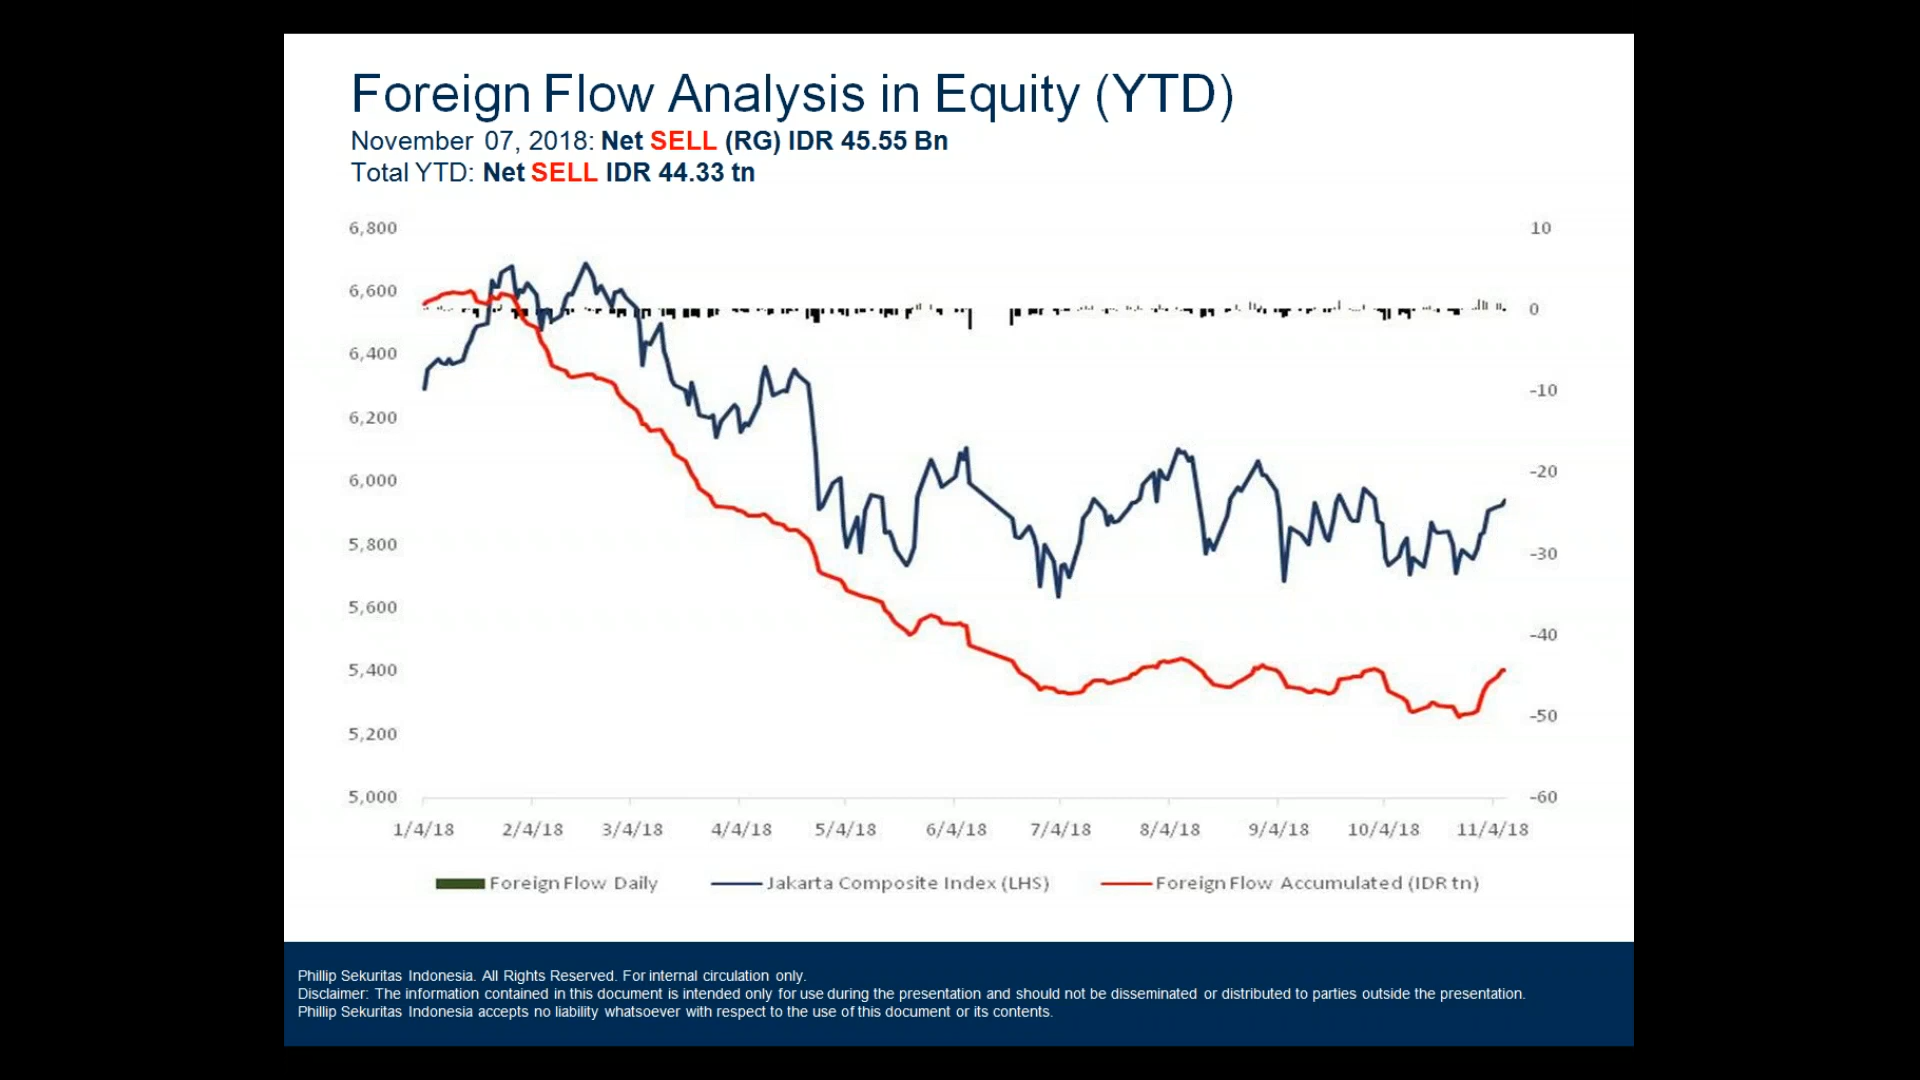 Foreign Flow Analysis in Equity (YTD)
November 07, 2018: Net SELL (RG) IDR 45.55 Bn
Total YTD: Net SELL IDR 44.33 tn
6,800
6,600
6,400
6,200
6,000
5,800
5,600
5,400
5,200
5,000
10
0
-10
-20
-30
-40
-50
-60
1/4/18 2/4/18 3/4/18 4/4/18 5/4/18 6/4/18 7/4/18 8/4/18 9/4/18 10/4/18 11/4/18
Foreign Flow Daily Jakarta Composite Index (LHS) Foreign Flow Accumulated (IDR tn)
Phillip Sekuritas Indonesia. All Rights Reserved. For internal circulation only.
Disclaimer: The information contained in this document is intended only for use during the presentation and should not be disseminated or distributed to parties outside the presentation.
Phillip Sekuritas Indonesia accepts no liability whatsoever with respect to the use of this document or its contents.